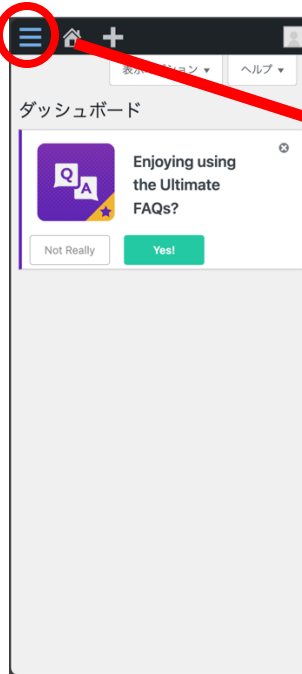 ヘルプ
ダッシュボード
Q
A
Enjoying using
the Ultimate
FAQs?
Not Really
Yes!